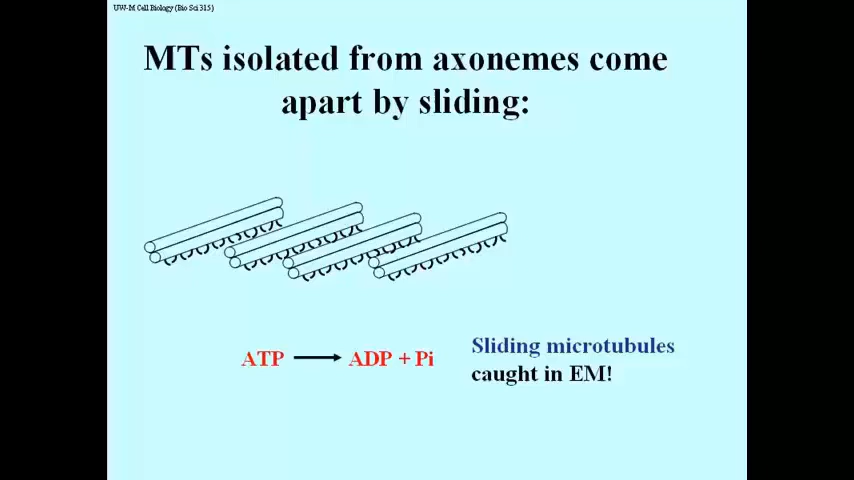 UW-M Cell Biology (Bio Sci 315)
MTs isolated from axonemes come
apart by sliding:
ATP ADP + Pi
Sliding microtubules
caught in EM!